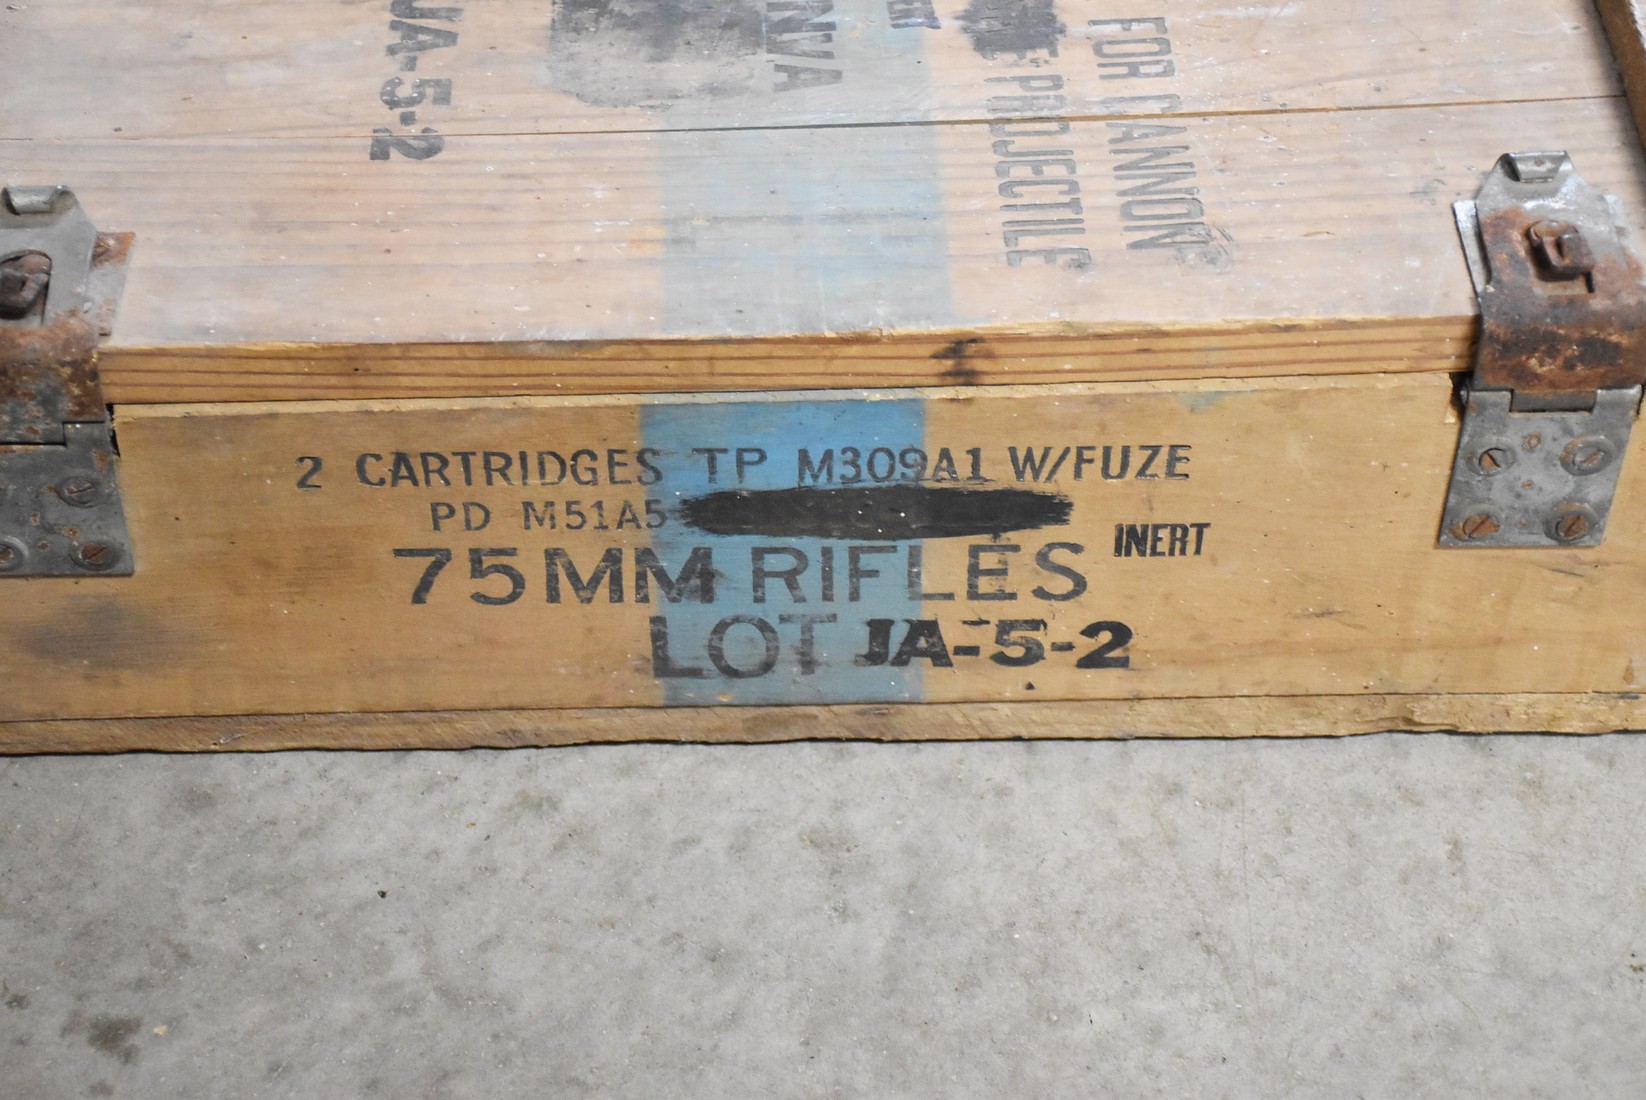 JA-5-2
FOR CANNON
PROJECTILE
2 CARTRIDGES TP M309A1 W/FUZE
PD M51A5
INERT
75MM RIFLES
LOT JA-5-2